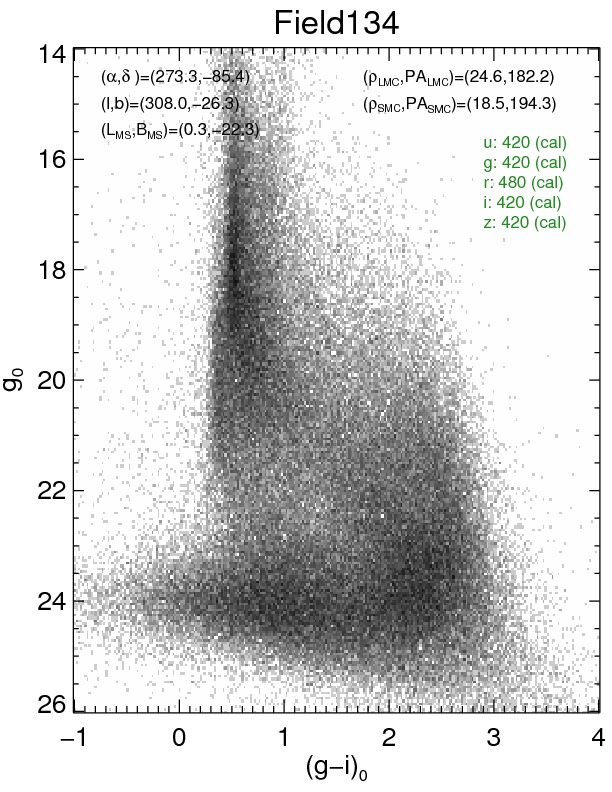 Field134
(α,δ)=(273.3,−85.4)
(l,b)=(308.0,−26.3)
(LMS,BMS)=(0.3,−22.3)
(ρLMC,PALMC)=(24.6,182.2)
(ρSMC,PASMC)=(18.5,194.3)
u: 420 (cal)
g: 420 (cal)
r: 480 (cal)
i: 420 (cal)
z: 420 (cal)
14
16
18
20
22
24
26
g0
−1 0 1 2 3 4
(g−i)0